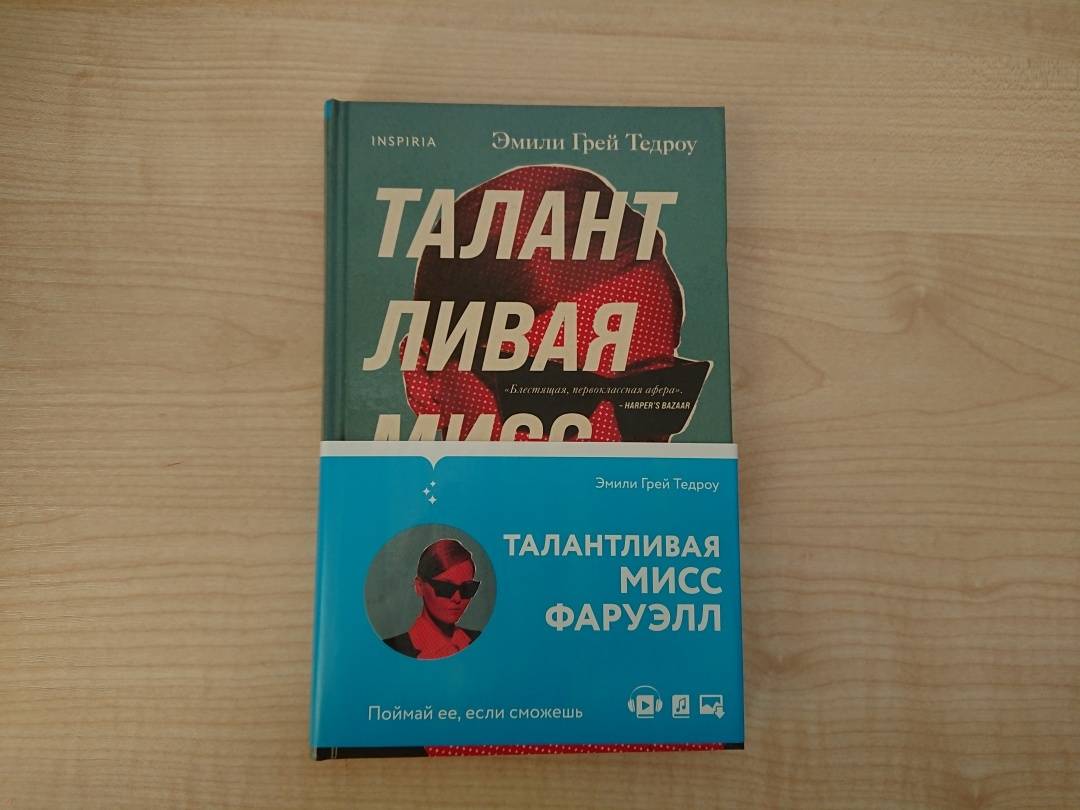 INSPIRIA
Эмили Грей Тедроу
ТАЛАНТ
ЛИВАЯ
«Блестящая, первоклассная афера».
– HARPER'S BAZAAR
МИСС
Эмили Грей Тедроу
ТАЛАНТЛИВАЯ
МИСС
ФАРУЭЛЛ
Поймай ее, если сможешь